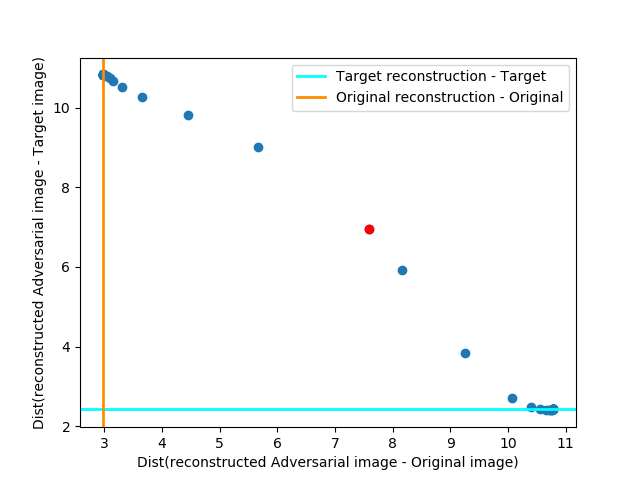 Target reconstruction - Target
Original reconstruction - Original
10
8
6
4
2
3 4 5 6 7 8 9 10 11
Dist(reconstructed Adversarial image - Target image)
Dist(reconstructed Adversarial image - Original image)